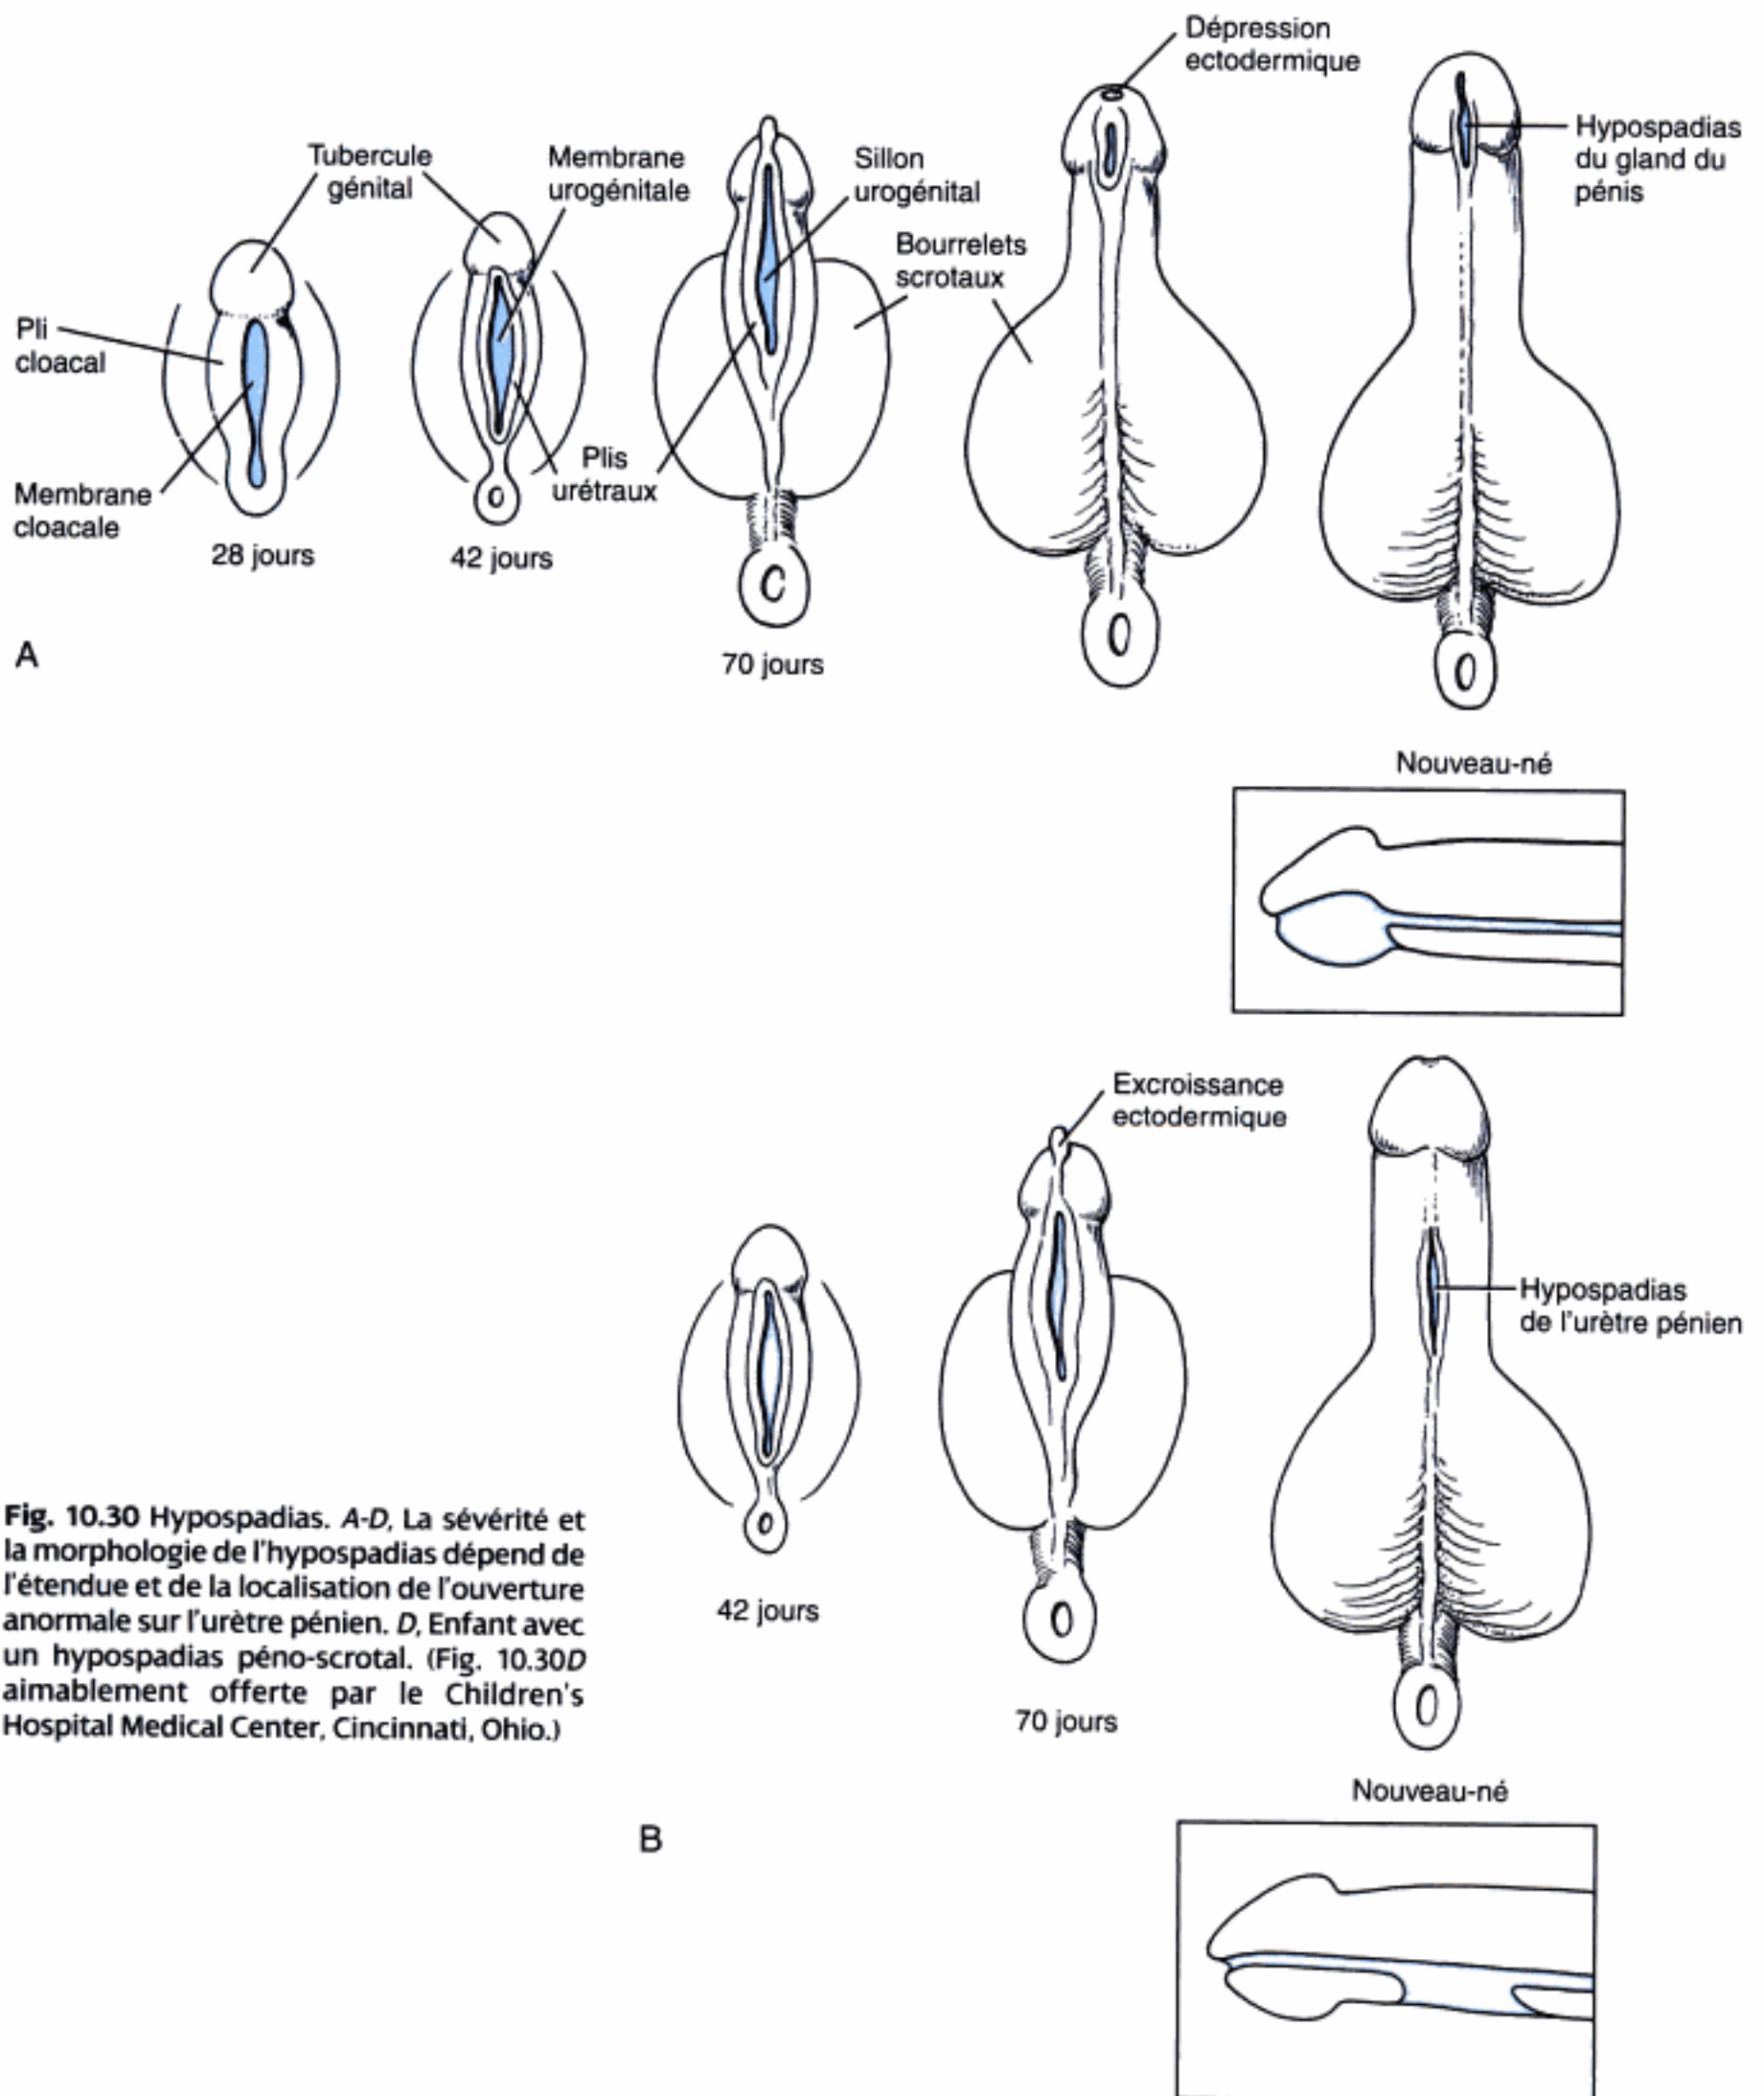 Dépression
ectodermique
Hypospadias
du gland du
pénis
Tubercule
génital
Membrane
urogénitale
Sillon
urogénital
Bourrelets
scrotaux
Pli
cloacal
Plis
urétraux
Membrane
cloacale
28 jours
42 jours
70 jours
A
Nouveau-né
Excroissance
ectodermique
Hypospadias
de l'urètre pénien
42 jours
70 jours
Nouveau-né
B
Fig. 10.30 Hypospadias. A-D, La sévérité et
la morphologie de l'hypospadias dépend de
l'étendue et de la localisation de l'ouverture
anormale sur l'urètre pénien. D, Enfant avec
un hypospadias péno-scrotal. (Fig. 10.30D
aimablement offerte par le Children's
Hospital Medical Center, Cincinnati, Ohio.)